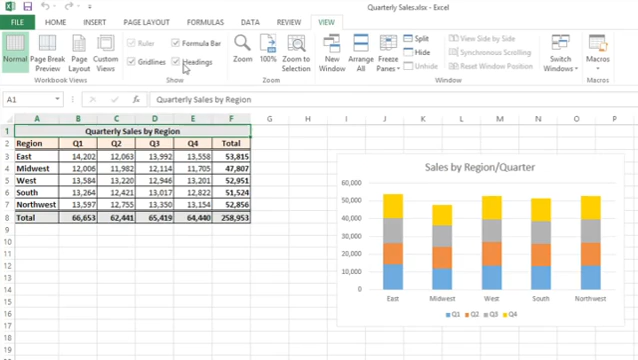 Quarterly Sales.xlsx - Excel
FILE HOME INSERT PAGE LAYOUT FORMULAS DATA REVIEW VIEW
Normal
Page Break Preview
Page Layout
Custom Views
Workbook Views
Ruler Formula Bar
Gridlines Headings
Show
Zoom
100%
Zoom to Selection
Zoom
New Window
Arrange All
Freeze Panes
Split
Hide
Unhide
View Side by Side
Synchronous Scrolling
Reset Window Position
Window
Switch Windows
Macros
Macros
A1 fx Quarterly Sales by Region
A B C D E F G H I J K L M N O P
1 Quarterly Sales by Region
2 Region Q1 Q2 Q3 Q4 Total
3 East 14,202 12,063 13,992 13,558 53,815
4 Midwest 12,006 11,982 12,114 11,705 47,807
5 West 13,584 13,220 12,946 13,201 52,951
6 South 13,264 12,421 13,017 12,822 51,524
7 Northwest 13,597 12,755 13,350 13,154 52,856
8 Total 66,653 62,441 65,419 64,440 258,953
9
10
11
12
13
14
15
16
17
18
19
Sales by Region/Quarter
60,000
50,000
40,000
30,000
20,000
10,000
0
East Midwest West South Northwest
Q1 Q2 Q3 Q4